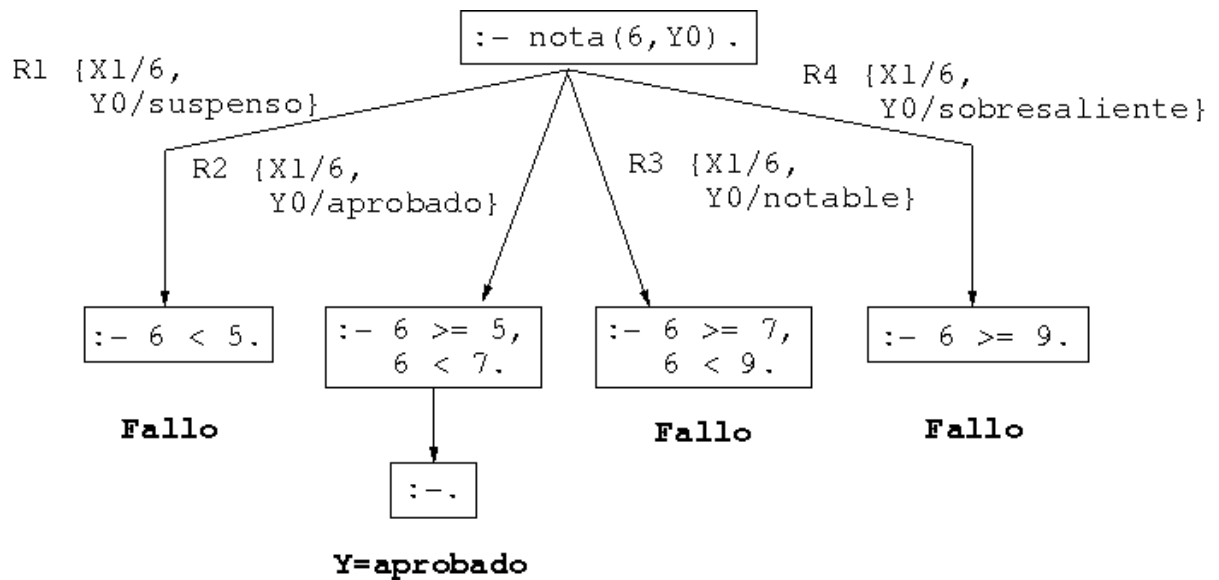 :- nota(6,Y0).
R1 {X1/6,
Y0/suspenso}
R2 {X1/6,
Y0/aprobado}
R3 {X1/6,
Y0/notable}
R4 {X1/6,
Y0/sobresaliente}
:- 6 < 5.
Fallo
:- 6 >= 5,
6 < 7.
:-.
Y=aprobado
:- 6 >= 7,
6 < 9.
Fallo
:- 6 >= 9.
Fallo